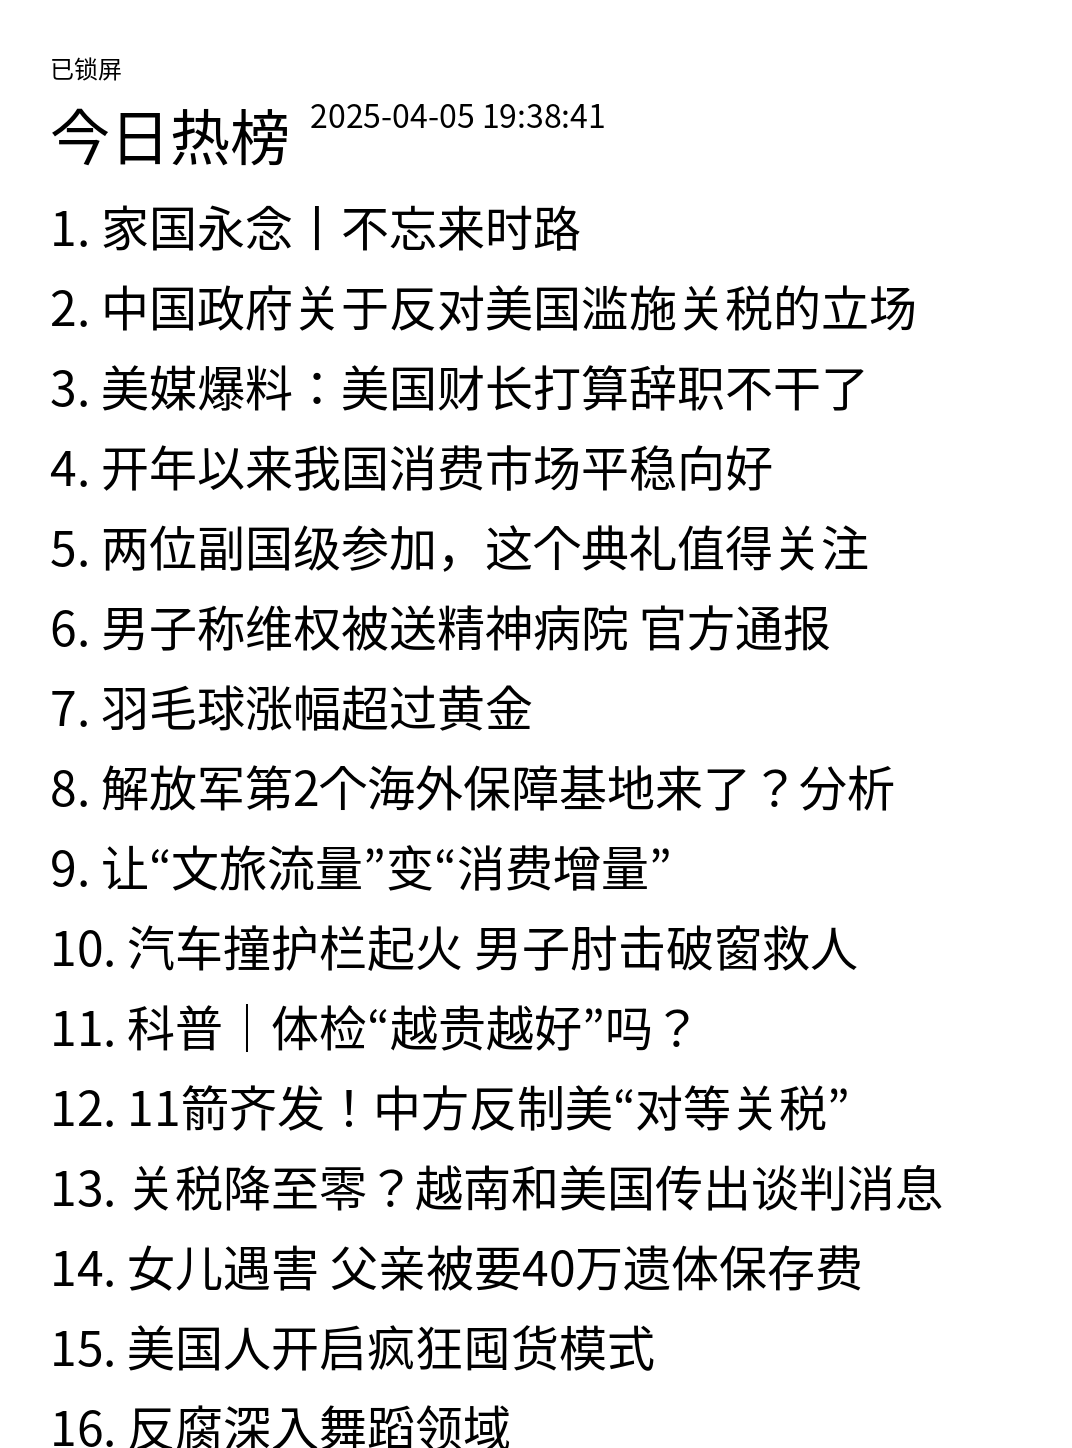 已锁屏
今日热榜 2025-04-05 19:38:41
1. 家国永念丨不忘来时路
2. 中国政府关于反对美国滥施关税的立场
3. 美媒爆料：美国财长打算辞职不干了
4. 开年以来我国消费市场平稳向好
5. 两位副国级参加，这个典礼值得关注
6. 男子称维权被送精神病院 官方通报
7. 羽毛球涨幅超过黄金
8. 解放军第2个海外保障基地来了？分析
9. 让“文旅流量”变“消费增量”
10. 汽车撞护栏起火 男子肘击破窗救人
11. 科普｜体检“越贵越好”吗？
12. 11箭齐发！中方反制美“对等关税”
13. 关税降至零？越南和美国传出谈判消息
14. 女儿遇害 父亲被要40万遗体保存费
15. 美国人开启疯狂囤货模式
16. 反腐深入舞蹈领域